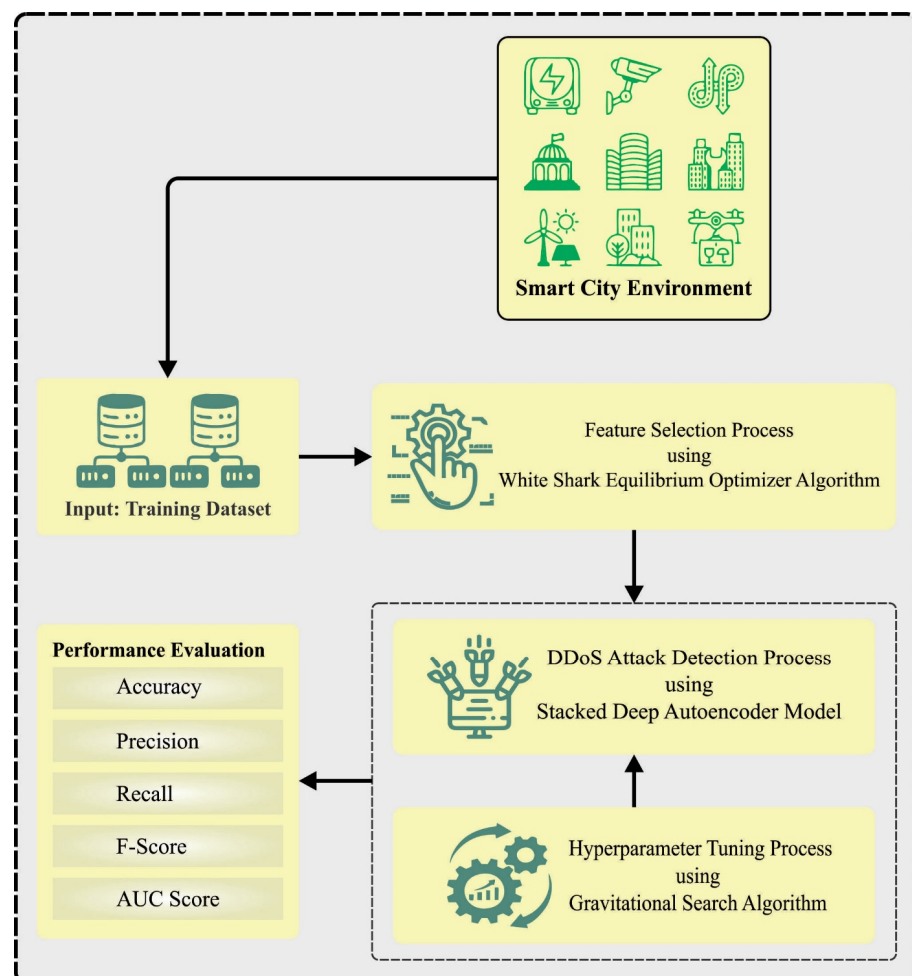 Smart City Environment
Input: Training Dataset
Feature Selection Process
using
White Shark Equilibrium Optimizer Algorithm
DDoS Attack Detection Process
using
Stacked Deep Autoencoder Model
Hyperparameter Tuning Process
using
Gravitational Search Algorithm
Performance Evaluation
Accuracy
Precision
Recall
F-Score
AUC Score